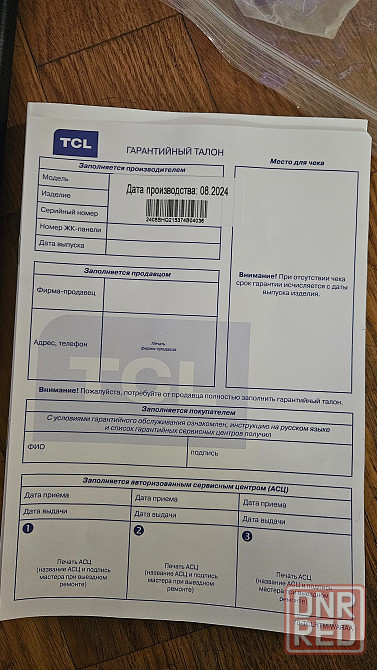 TCL
ГАРАНТИЙНЫЙ ТАЛОН
Заполняется производителем
Место для чека
Модель
Изделие
Дата производства: 08.2024
Серийный номер
Номер ЖК-панели
Дата выпуска
Внимание! При отсутствии чека
срок гарантии исчисляется с даты
выпуска изделия.
Заполняется продавцом
Фирма-продавец
Адрес, телефон
Печать
фирмы-продавца
TCL
Внимание! Пожалуйста, потребуйте от продавца полностью заполнить гарантийный талон.
Заполняется покупателем
С условиями гарантийного обслуживания ознакомлен, инструкцию на русском языке
и список гарантийных сервисных центров получил
ФИО
подпись
Заполняется авторизованным сервисным центром (АСЦ)
Дата приема
Дата приема
Дата приема
Дата выдачи
Дата выдачи
Дата выдачи
1
2
3
Печать АСЦ
(название АСЦ и подпись
мастера при выездном
ремонте)
Печать АСЦ
(название АСЦ и подпись
мастера при выездном
ремонте)
Печать АСЦ
(название АСЦ и подпись
мастера при выездном
ремонте)
DNR
RED